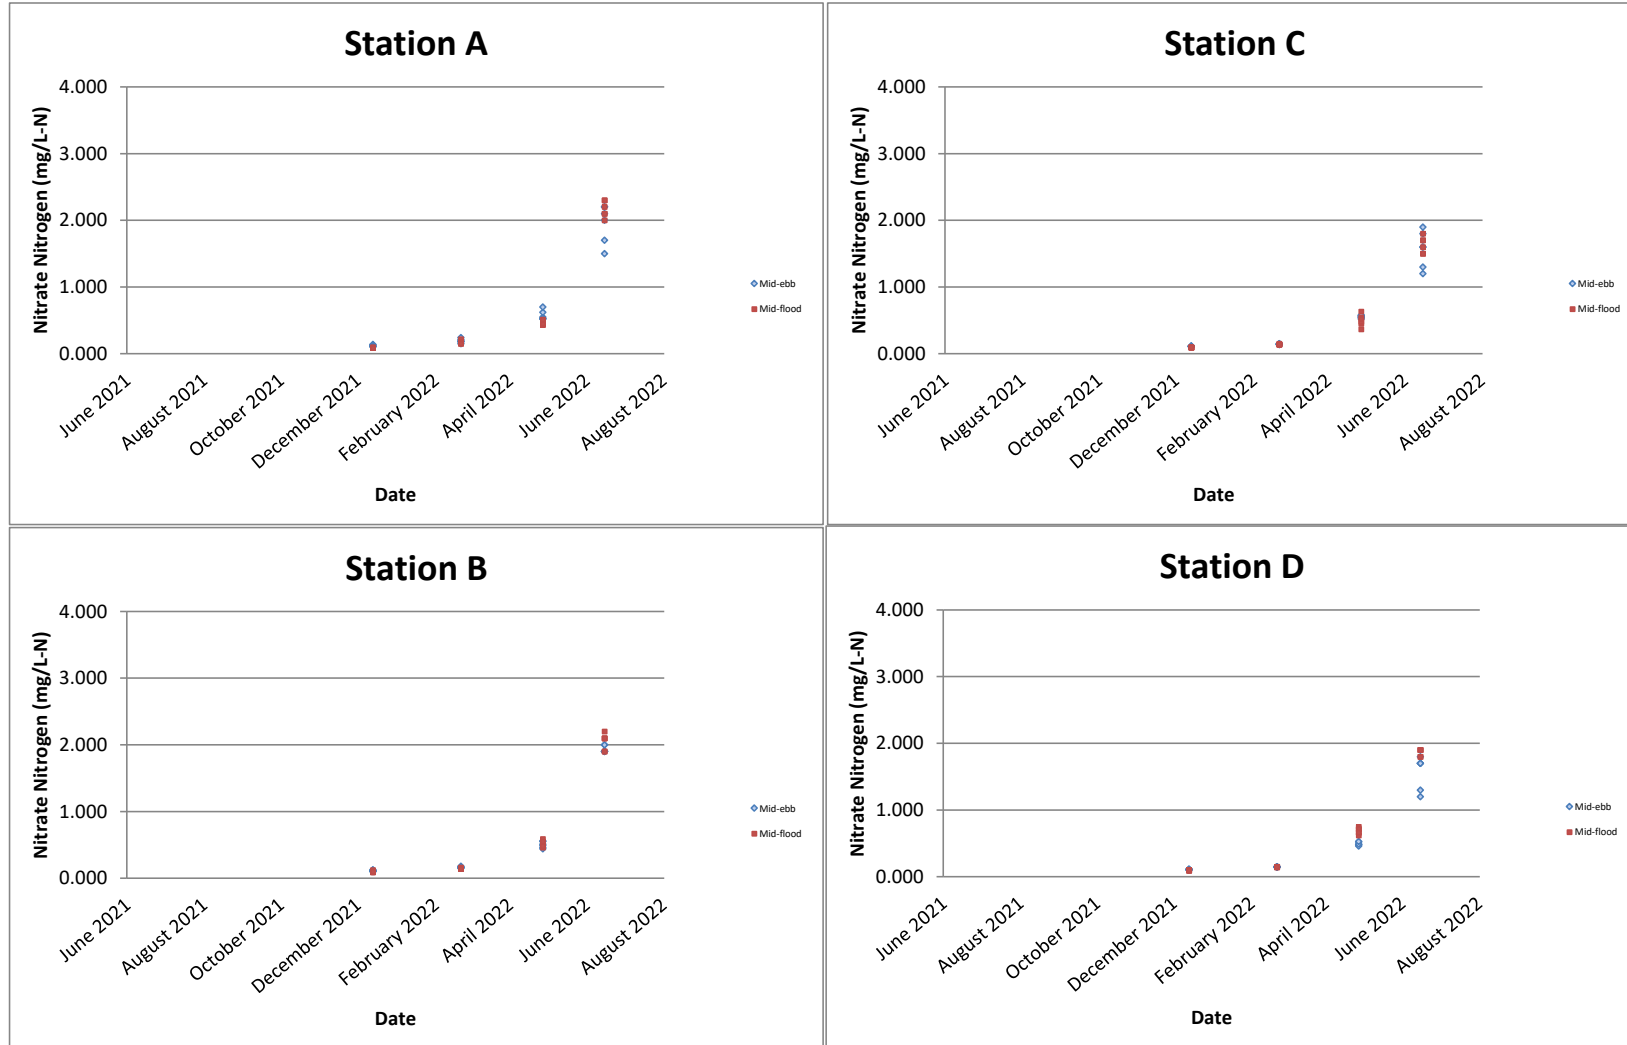 Station A
4.000
3.000
2.000
1.000
0.000
Nitrate Nitrogen (mg/L-N)
June 2021
August 2021
October 2021
December 2021
February 2022
April 2022
June 2022
August 2022
Date
Mid-ebb
Mid-flood
Station C
4.000
3.000
2.000
1.000
0.000
Nitrate Nitrogen (mg/L-N)
June 2021
August 2021
October 2021
December 2021
February 2022
April 2022
June 2022
August 2022
Date
Mid-ebb
Mid-flood
Station B
4.000
3.000
2.000
1.000
0.000
Nitrate Nitrogen (mg/L-N)
June 2021
August 2021
October 2021
December 2021
February 2022
April 2022
June 2022
August 2022
Date
Mid-ebb
Mid-flood
Station D
4.000
3.000
2.000
1.000
0.000
Nitrate Nitrogen (mg/L-N)
June 2021
August 2021
October 2021
December 2021
February 2022
April 2022
June 2022
August 2022
Date
Mid-ebb
Mid-flood